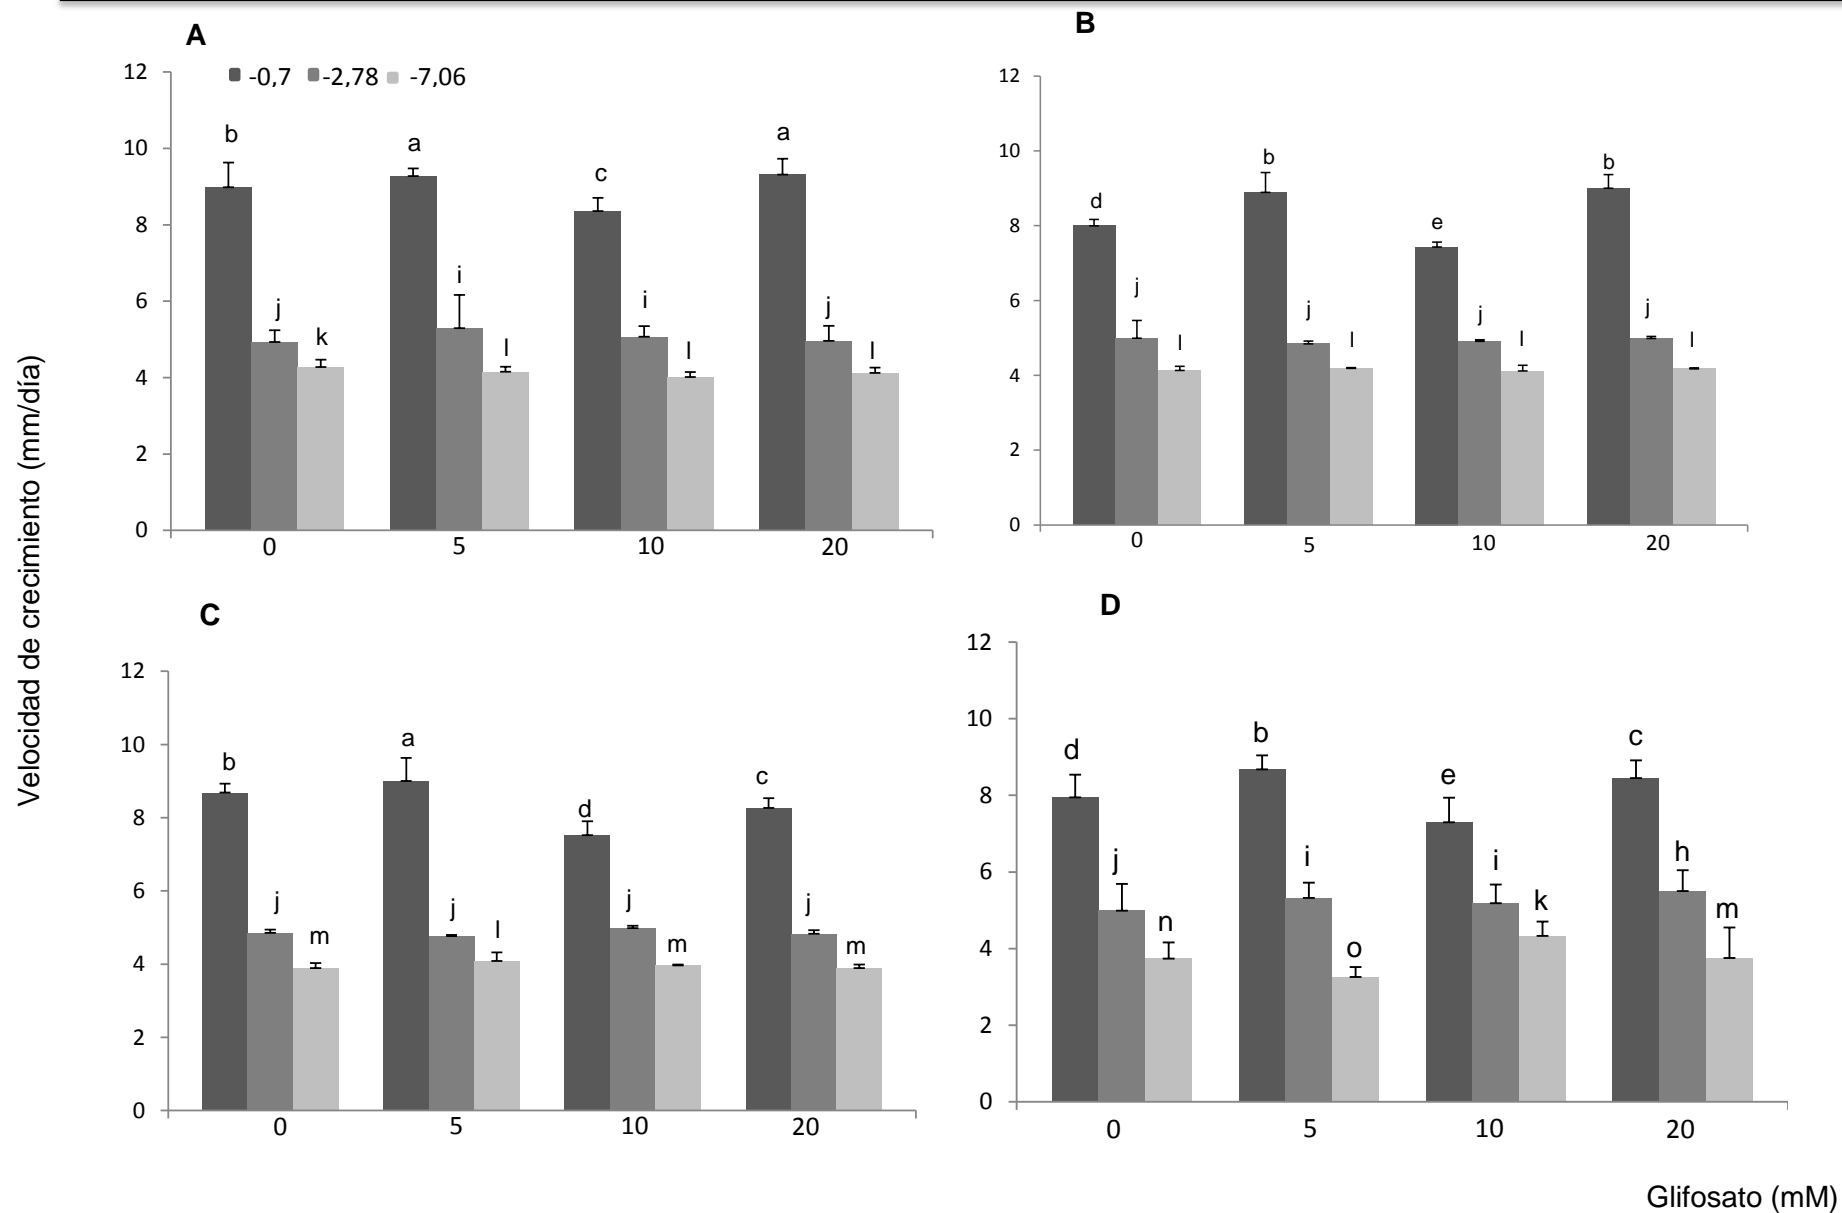 A
-0,7 -2,78 -7,06
12
10
8
6
4
2
0
b j k a i l c i l a j l
0 5 10 20
B
12
10
8
6
4
2
0
d j l b j l e j l b j l
0 5 10 20
Velocidad de crecimiento (mm/día)
C
12
10
8
6
4
2
0
b j m a j l d j m c j m
0 5 10 20
D
12
10
8
6
4
2
0
d j n b i o e i k c h m
0 5 10 20
Glifosato (mM)